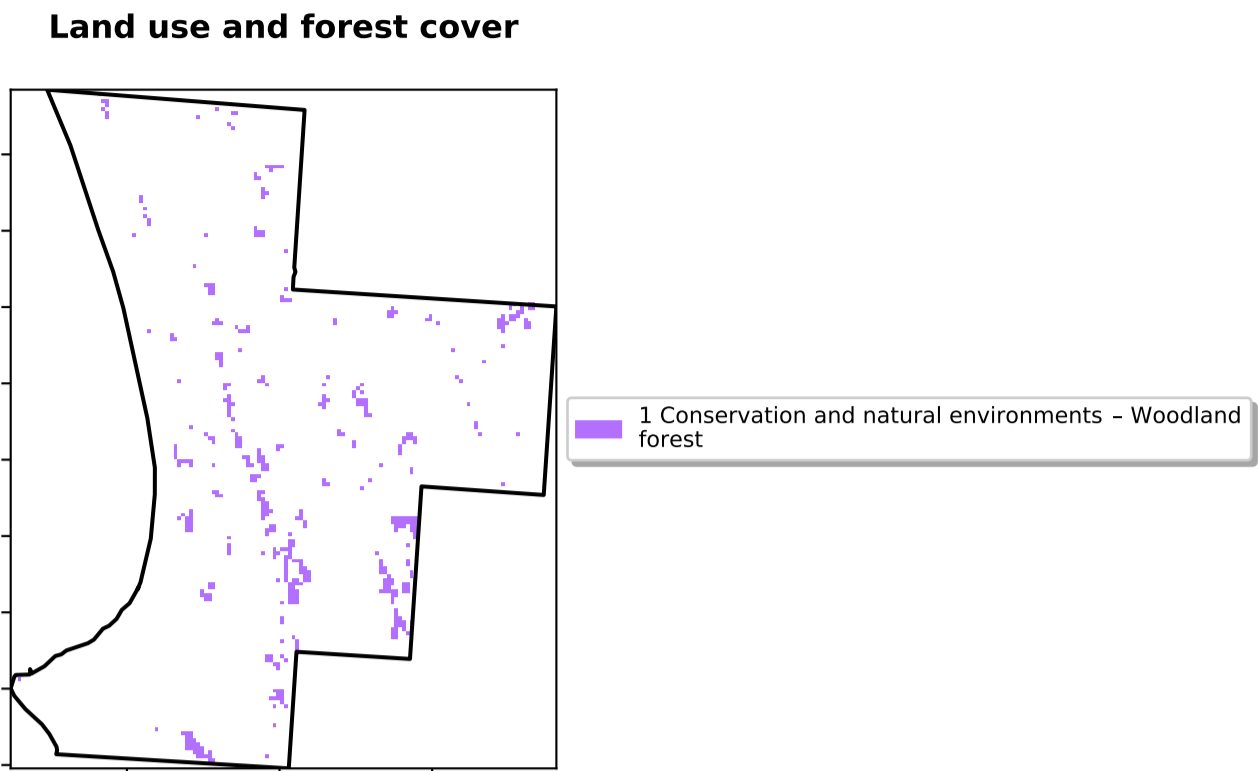 Land use and forest cover
1 Conservation and natural environments – Woodland
forest